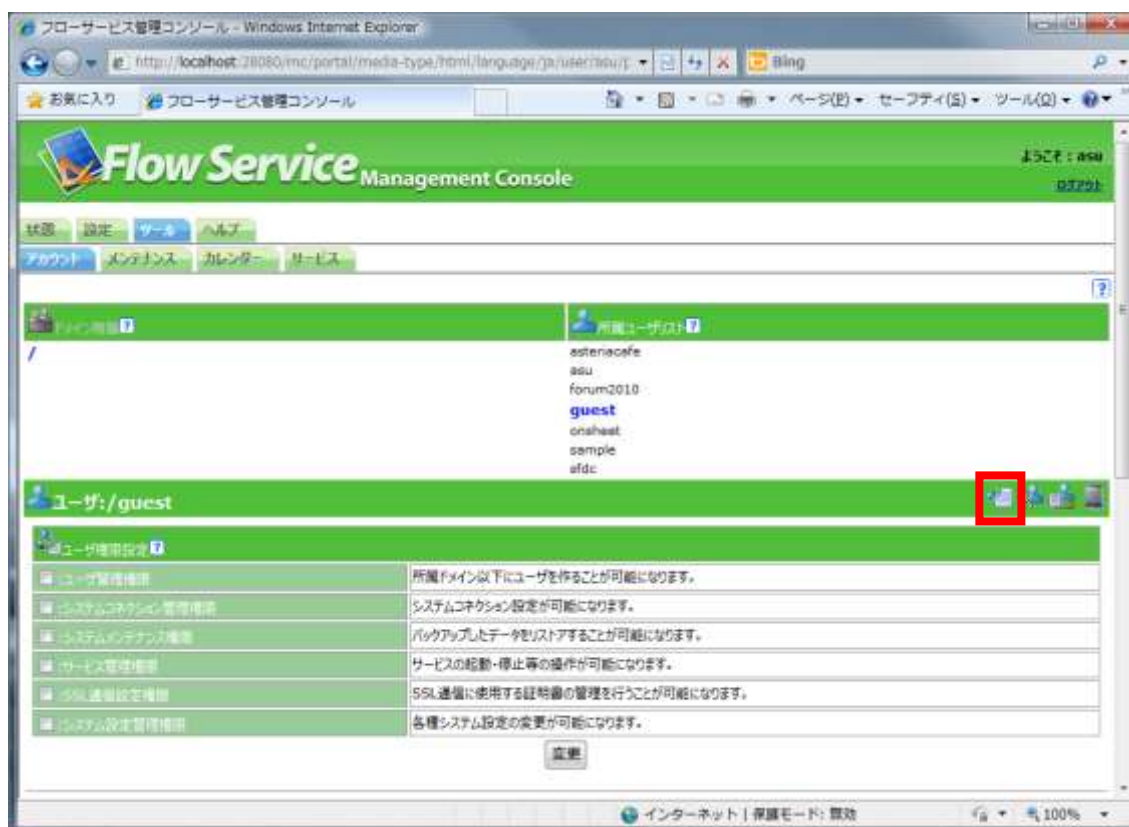 フローサービス管理コンソール - Windows Internet Explorer
http://localhost:28080/mc/portal/media-type/html/language/ja/user/asu/
Bing
お気に入り
フローサービス管理コンソール
ページ(P) セーフティ(S) ツール(O)
Flow Service Management Console
ようこそ : asu
ログアウト
状態 設定 ツール ヘルプ
アカウント メンテナンス カレンダー サービス
所属ユーザリスト
/
asteriacafe
asu
forum2010
guest
onsheet
sample
sfdc
ユーザ:/guest
ユーザ権限設定
:ユーザ管理権限 所属ドメイン以下にユーザを作ることが可能になります。
:システムコネクション管理権限 システムコネクション設定が可能になります。
:システムメンテナンス権限 バックアップしたデータをリストアすることが可能になります。
:サービス管理権限 サービスの起動・停止等の操作が可能になります。
:SSL通信設定権限 SSL通信に使用する証明書の管理を行うことが可能になります。
:システム設定管理権限 各種システム設定の変更が可能になります。
変更
インターネット | 保護モード: 無効
100%